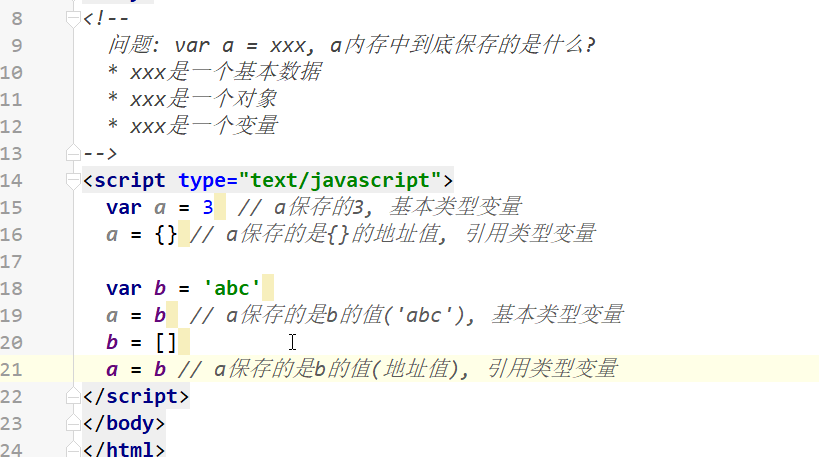 8 <!--
9 问题: var a = xxx, a内存中到底保存的是什么?
10 * xxx是一个基本数据
11 * xxx是一个对象
12 * xxx是一个变量
13 -->
14 <script type="text/javascript">
15 var a = 3 // a保存的3, 基本类型变量
16 a = {} // a保存的是{}的地址值, 引用类型变量
17
18 var b = 'abc'
19 a = b // a保存的是b的值('abc'), 基本类型变量
20 b = []
21 a = b // a保存的是b的值(地址值), 引用类型变量
22 </script>
23 </body>
24 </html>